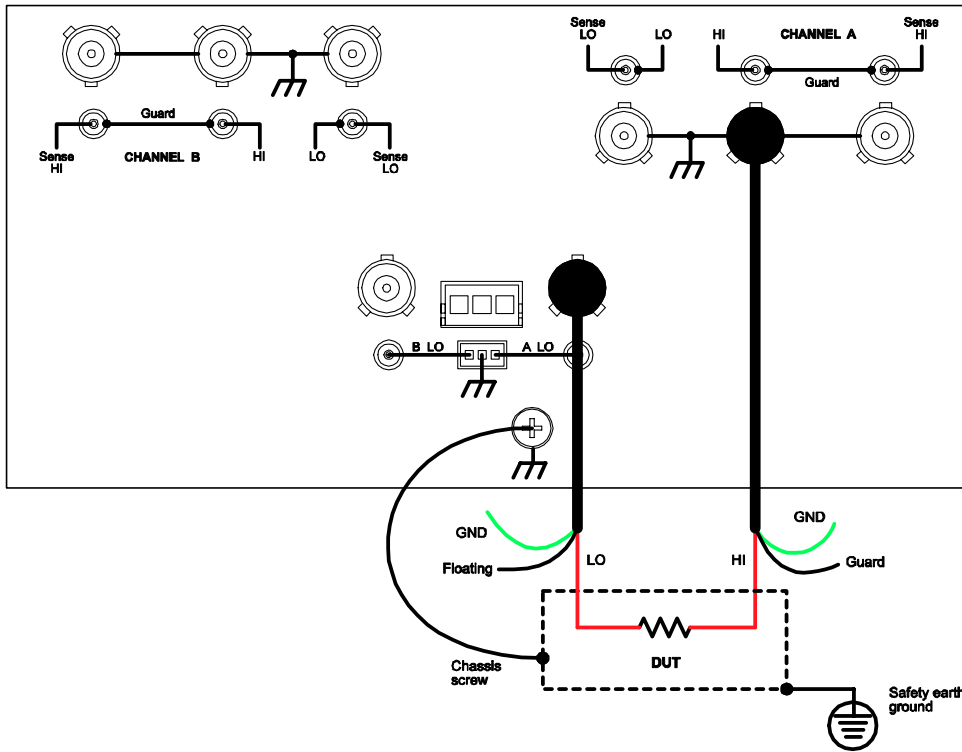 Sense
LO
LO
HI
CHANNEL A
Sense
HI
Guard
Guard
Sense
HI
CHANNEL B
HI
LO
Sense
LO
B LO
A LO
GND
Floating
LO
HI
GND
Guard
DUT
Chassis
screw
Safety earth
ground